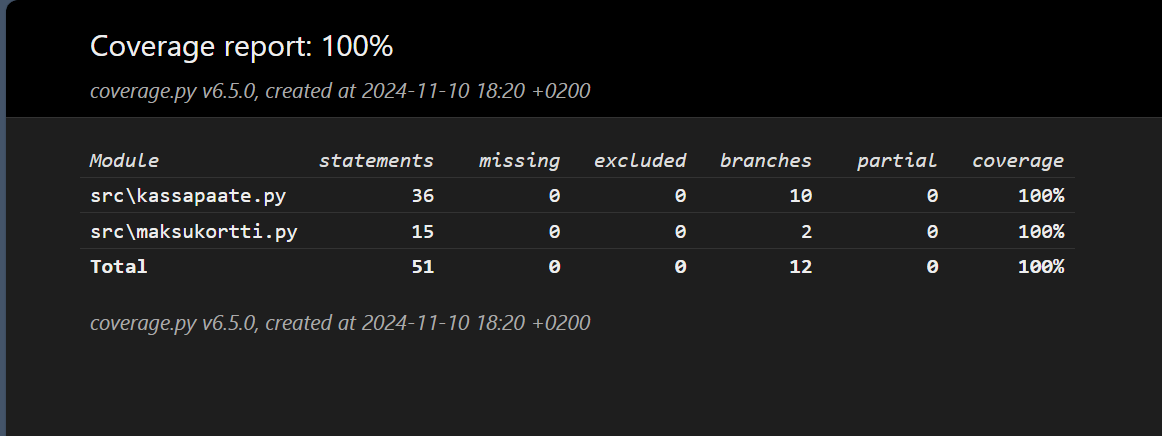 Coverage report: 100%
coverage.py v6.5.0, created at 2024-11-10 18:20 +0200
Module statements missing excluded branches partial coverage
src\kassapaate.py 36 0 0 10 0 100%
src\maksukortti.py 15 0 0 2 0 100%
Total 51 0 0 12 0 100%
coverage.py v6.5.0, created at 2024-11-10 18:20 +0200